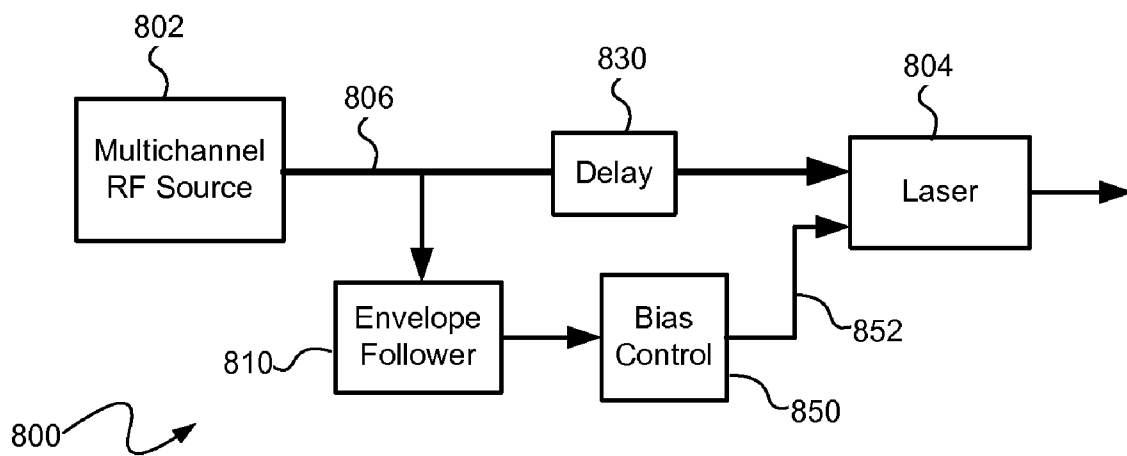 802
806
830
804
Multichannel
RF Source
Delay
Laser
Envelope
Follower
Bias
Control
852
810
850
800